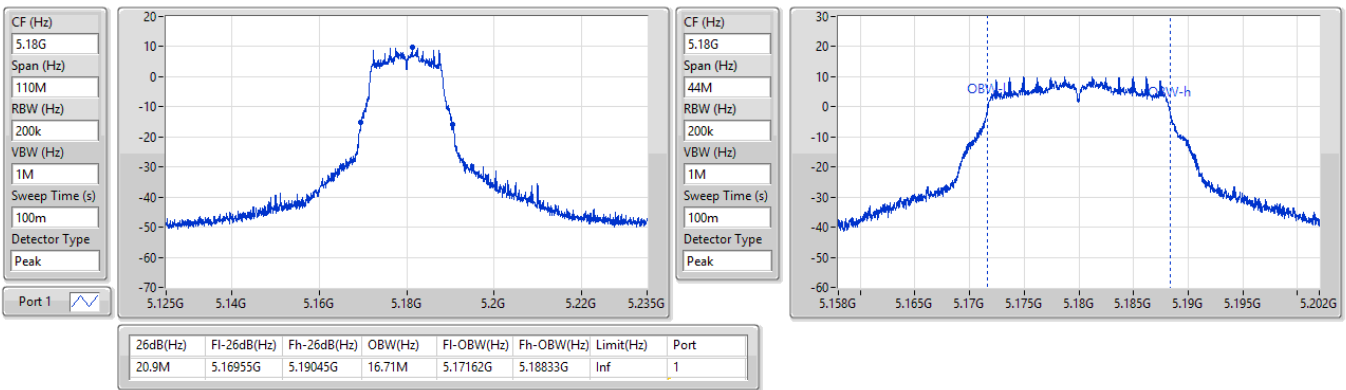 CF (Hz)
5.18G
Span (Hz)
110M
RBW (Hz)
200k
VBW (Hz)
1M
Sweep Time (s)
100m
Detector Type
Peak
Port 1
20
10
0
-10
-20
-30
-40
-50
-60
-70
5.125G 5.14G 5.16G 5.18G 5.2G 5.22G 5.235G
CF (Hz)
5.18G
Span (Hz)
44M
RBW (Hz)
200k
VBW (Hz)
1M
Sweep Time (s)
100m
Detector Type
Peak
30
20
10
0
-10
-20
-30
-40
-50
-60
OBW-l OBW-h
5.158G 5.165G 5.17G 5.175G 5.18G 5.185G 5.19G 5.195G 5.202G
26dB(Hz) Fl-26dB(Hz) Fh-26dB(Hz) OBW(Hz) Fl-OBW(Hz) Fh-OBW(Hz) Limit(Hz) Port
20.9M 5.16955G 5.19045G 16.71M 5.17162G 5.18833G Inf 1